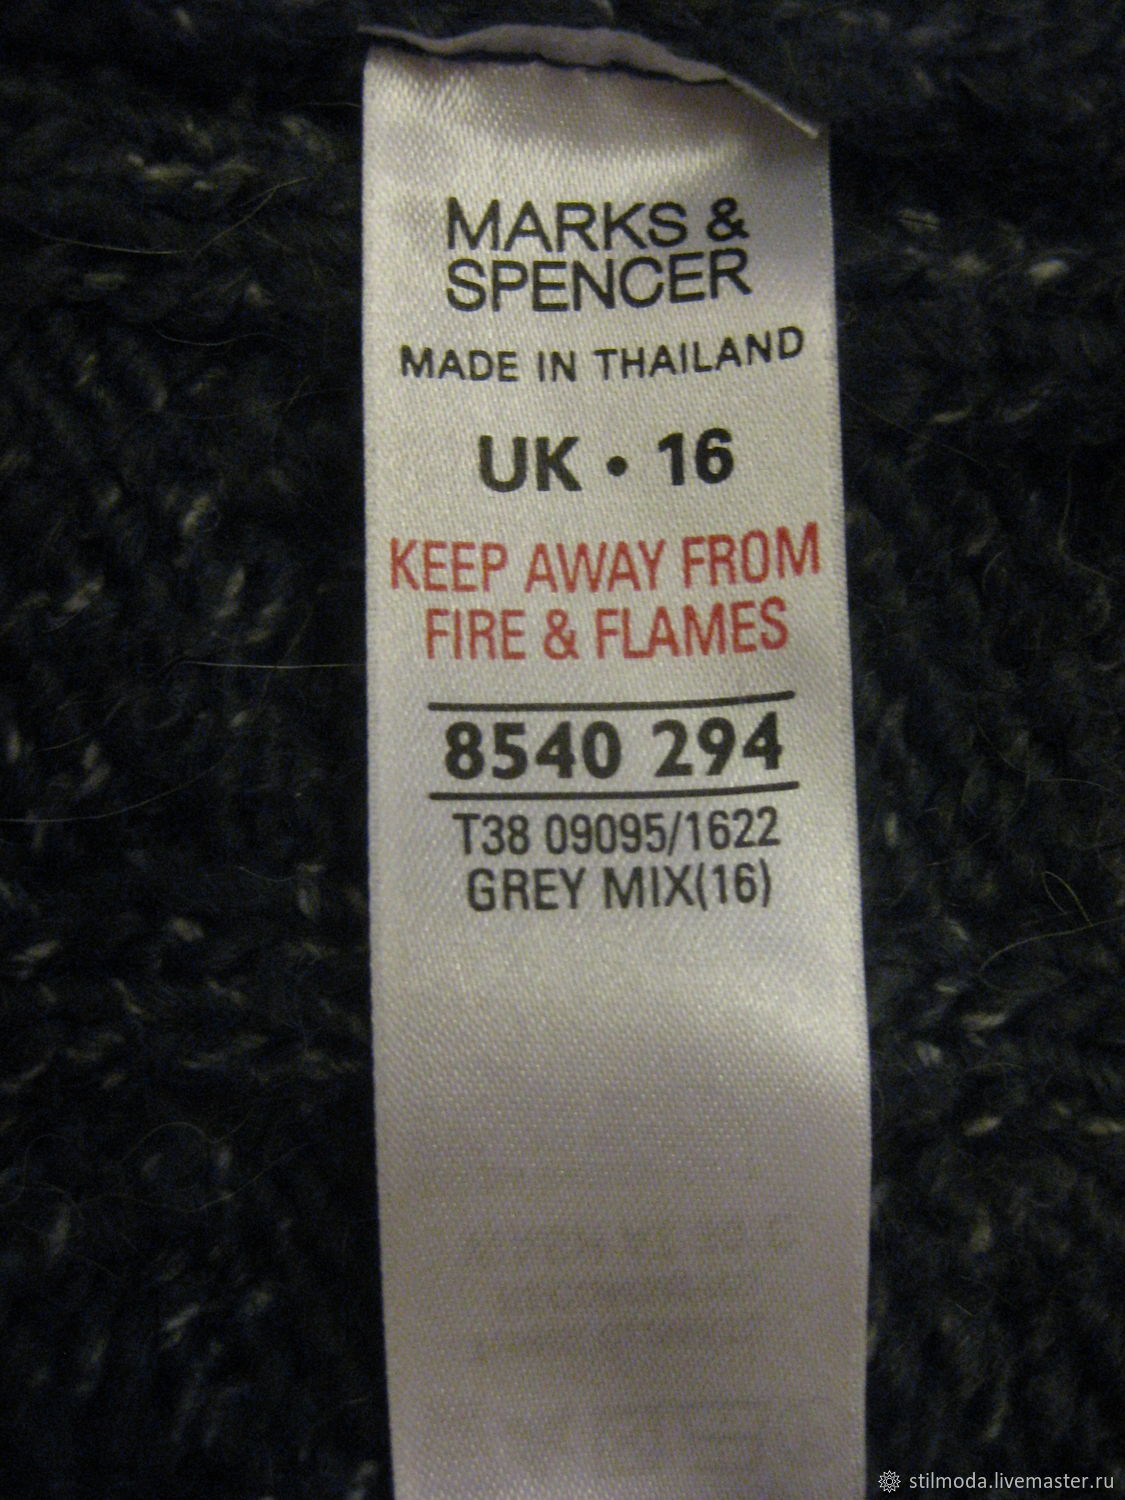 MARKS &
SPENCER
MADE IN THAILAND
UK • 16
KEEP AWAY FROM
FIRE & FLAMES
8540 294
T38 09095/1622
GREY MIX(16)
stilmoda.livemaster.ru